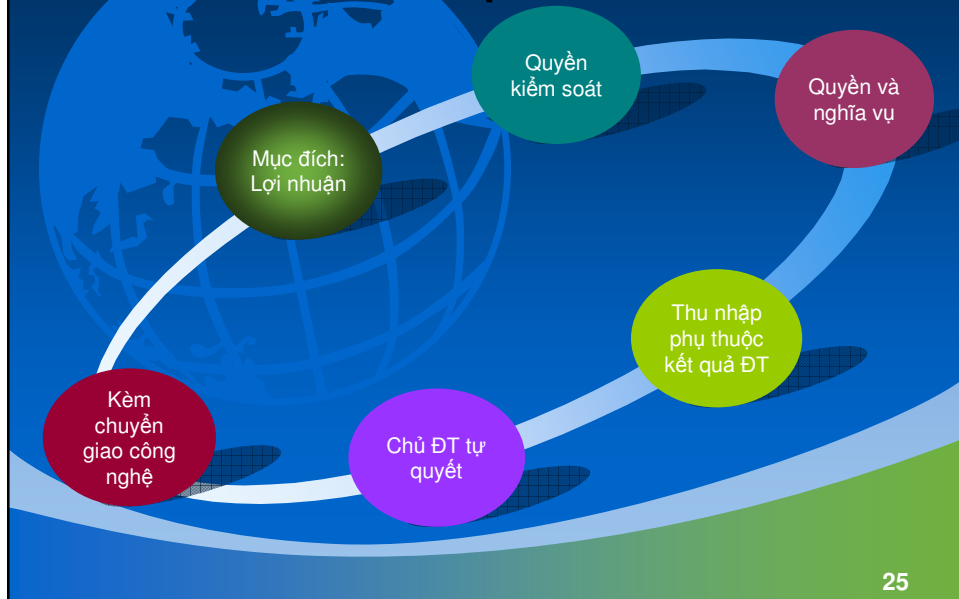 Quyền
kiểm soát
Quyền và
nghĩa vụ
Mục đích:
Lợi nhuận
Thu nhập
phụ thuộc
kết quả ĐT
Kèm
chuyển
giao công
nghệ
Chủ ĐT tự
quyết
25